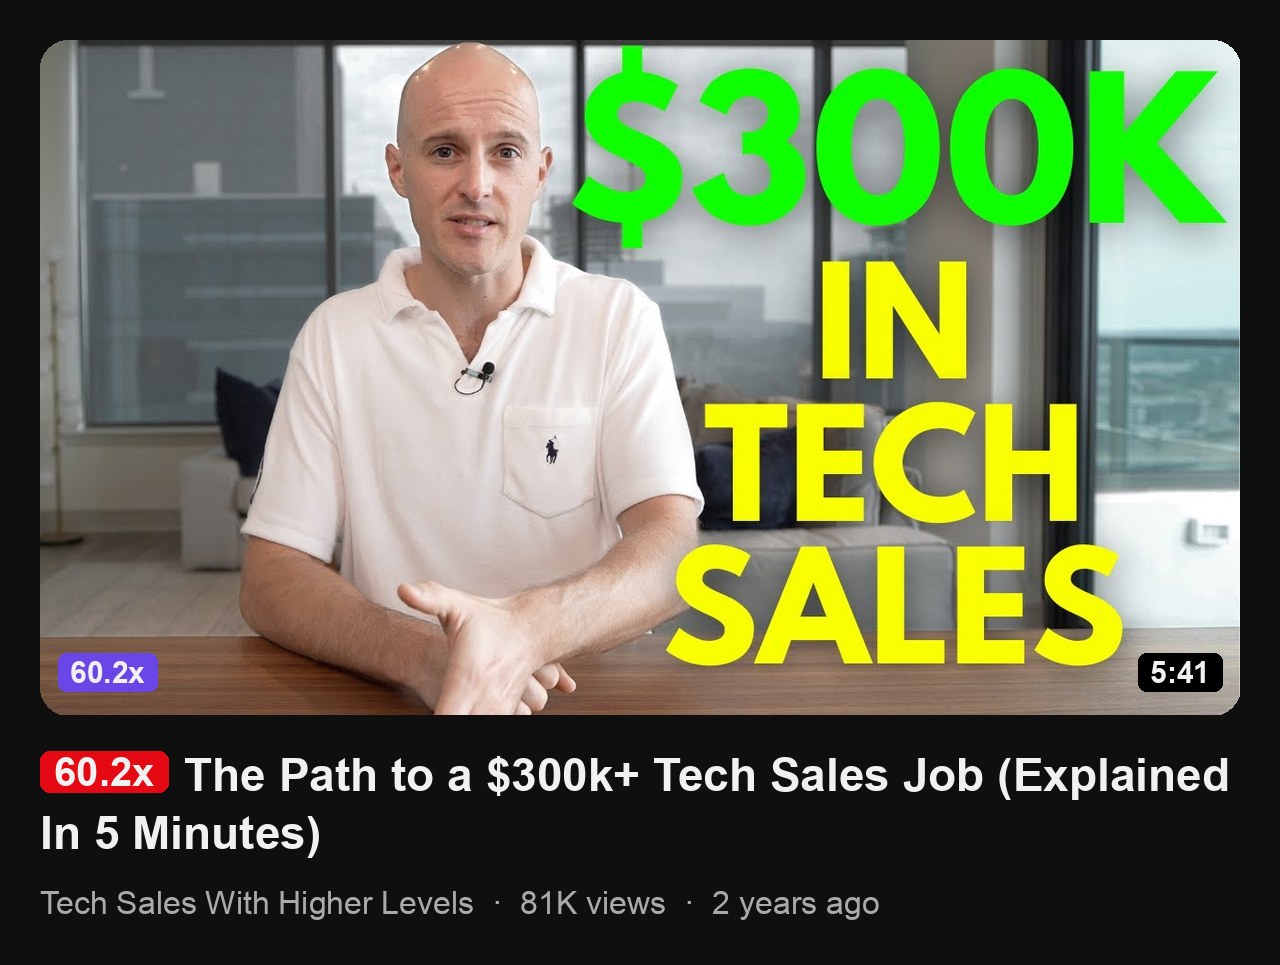 $300K
IN
TECH
SALES
60.2x
5:41
60.2x The Path to a $300k+ Tech Sales Job (Explained
In 5 Minutes)
Tech Sales With Higher Levels · 81K views · 2 years ago